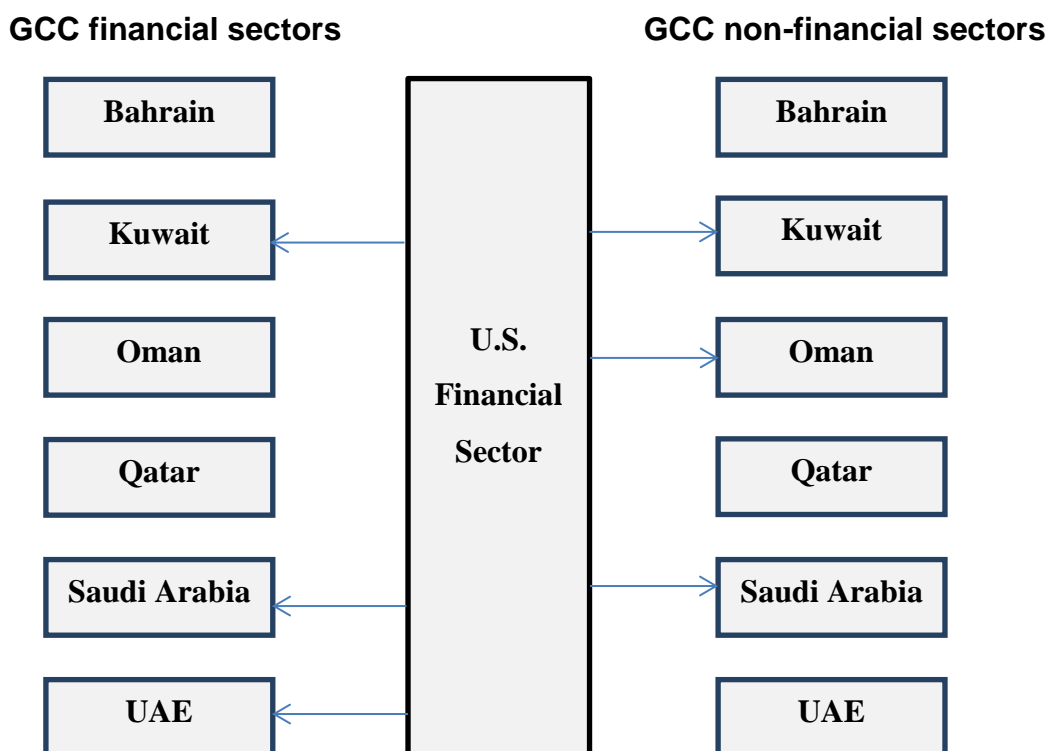 GCC financial sectors
GCC non-financial sectors
Bahrain
Kuwait
Oman
Qatar
Saudi Arabia
UAE
U.S.
Financial
Sector
Bahrain
Kuwait
Oman
Qatar
Saudi Arabia
UAE